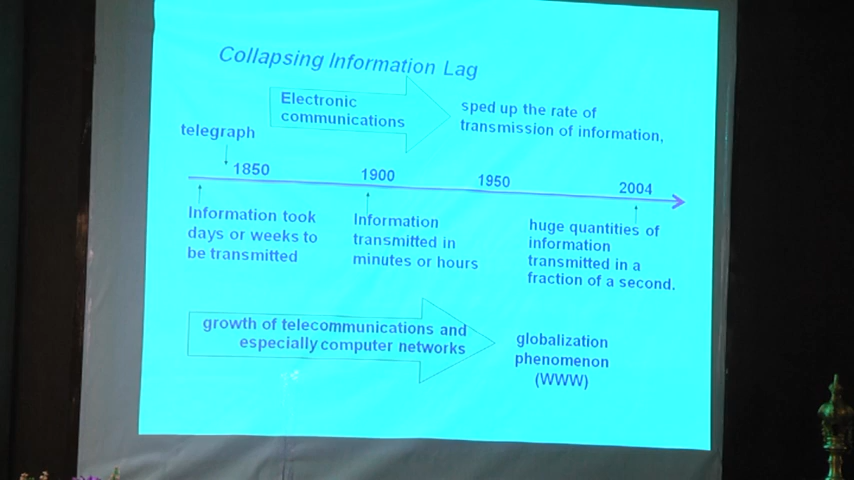 Collapsing Information Lag
Electronic
communications
sped up the rate of
transmission of information,
telegraph
1850
1900
1950
2004
Information took
days or weeks to
be transmitted
Information
transmitted in
minutes or hours
huge quantities of
information
transmitted in a
fraction of a second.
growth of telecommunications and
especially computer networks
globalization
phenomenon
(WWW)